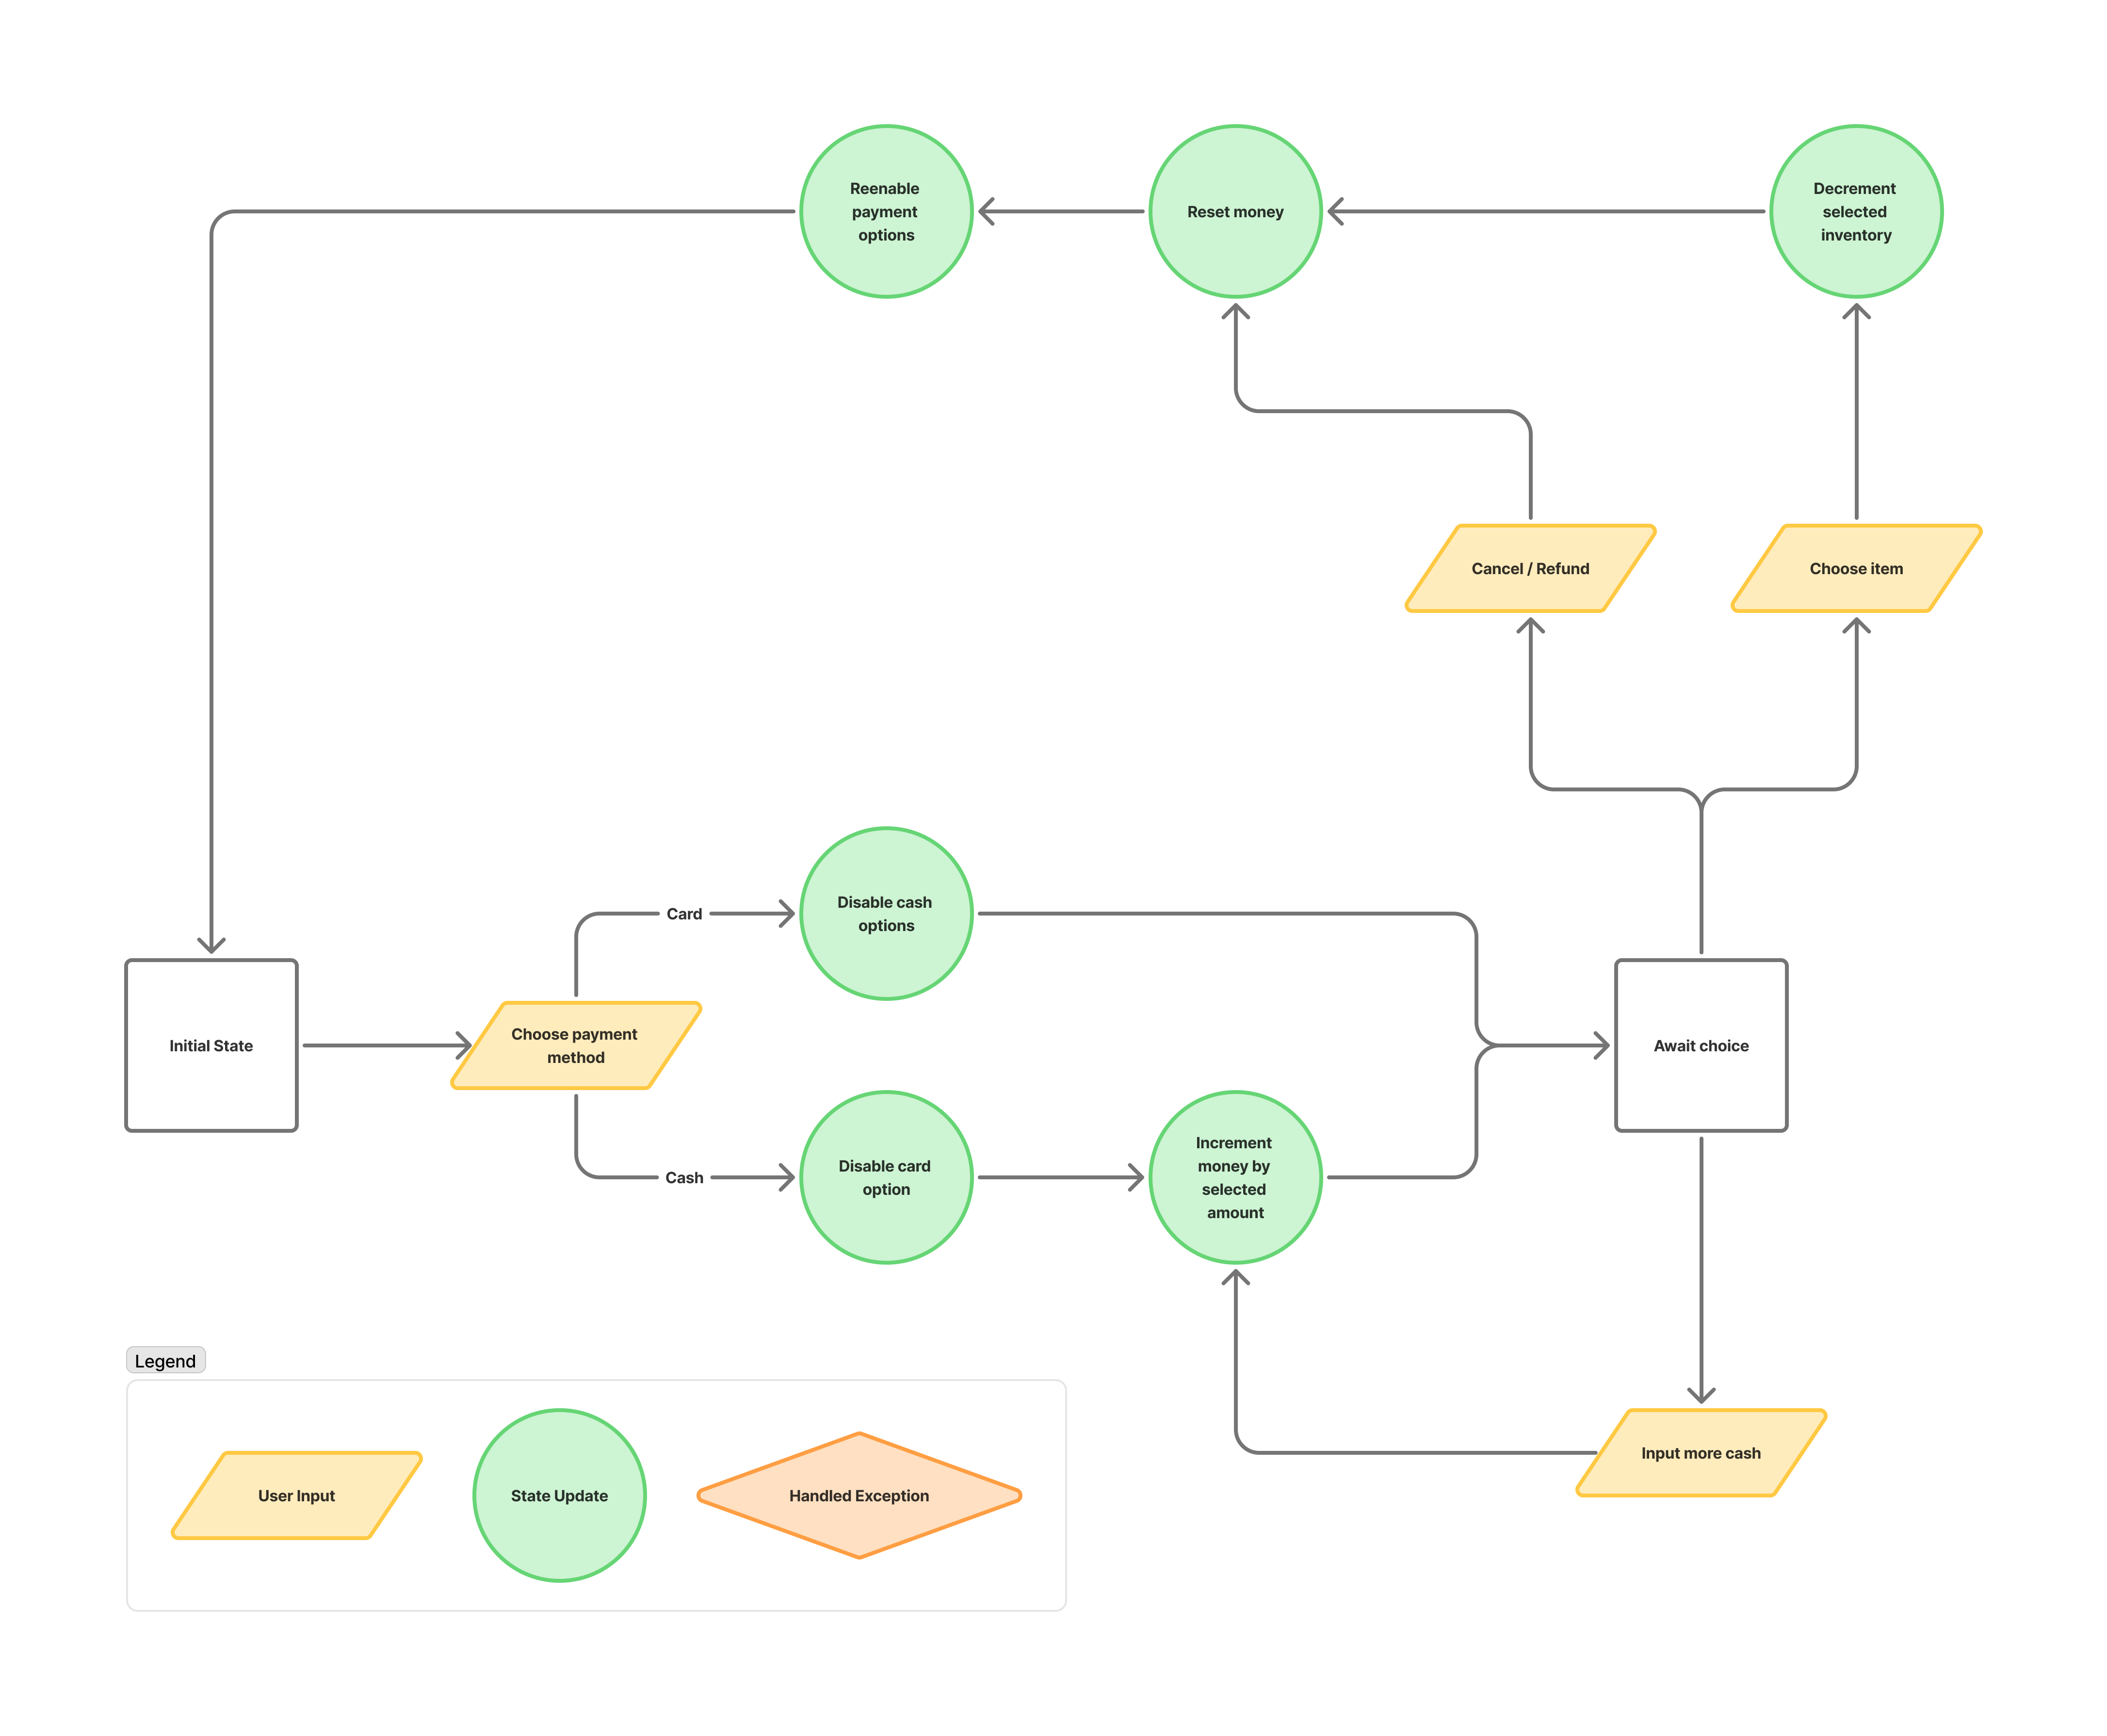 Reenable
payment
options
Reset money
Decrement
selected
inventory
Cancel / Refund
Choose item
Card
Disable cash
options
Initial State
Choose payment
method
Await choice
Cash
Disable card
option
Increment
money by
selected
amount
Input more cash
Legend
User Input
State Update
Handled Exception